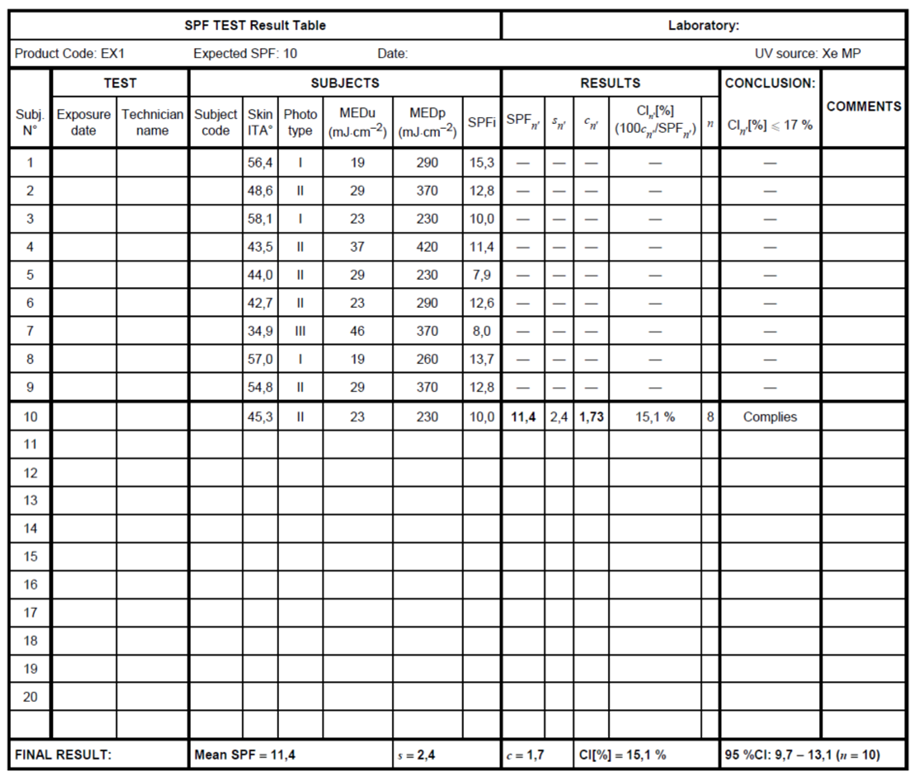 SPF TEST Result Table Laboratory:
Product Code: EX1 Expected SPF: 10 Date: UV source: Xe MP
TEST SUBJECTS RESULTS CONCLUSION: COMMENTS
Subj. N° Exposure date Technician name Subject code Skin ITA° Photo type MEDu (mJ·cm−2) MEDp (mJ·cm−2) SPFi SPFn′ sn′ cn′ CIn′[%] (100cn′/SPFn′) n CIn′[%] ⩽ 17 %
1 56,4 I 19 290 15,3 — — — — —
2 48,6 II 29 370 12,8 — — — — —
3 58,1 I 23 230 10,0 — — — — —
4 43,5 II 37 420 11,4 — — — — —
5 44,0 II 29 230 7,9 — — — — —
6 42,7 II 23 290 12,6 — — — — —
7 34,9 III 46 370 8,0 — — — — —
8 57,0 I 19 260 13,7 — — — — —
9 54,8 II 29 370 12,8 — — — — —
10 45,3 II 23 230 10,0 11,4 2,4 1,73 15,1 % 8 Complies
11
12
13
14
15
16
17
18
19
20
FINAL RESULT: Mean SPF = 11,4 s = 2,4 c = 1,7 CI[%] = 15,1 % 95 %CI: 9,7 – 13,1 (n = 10)